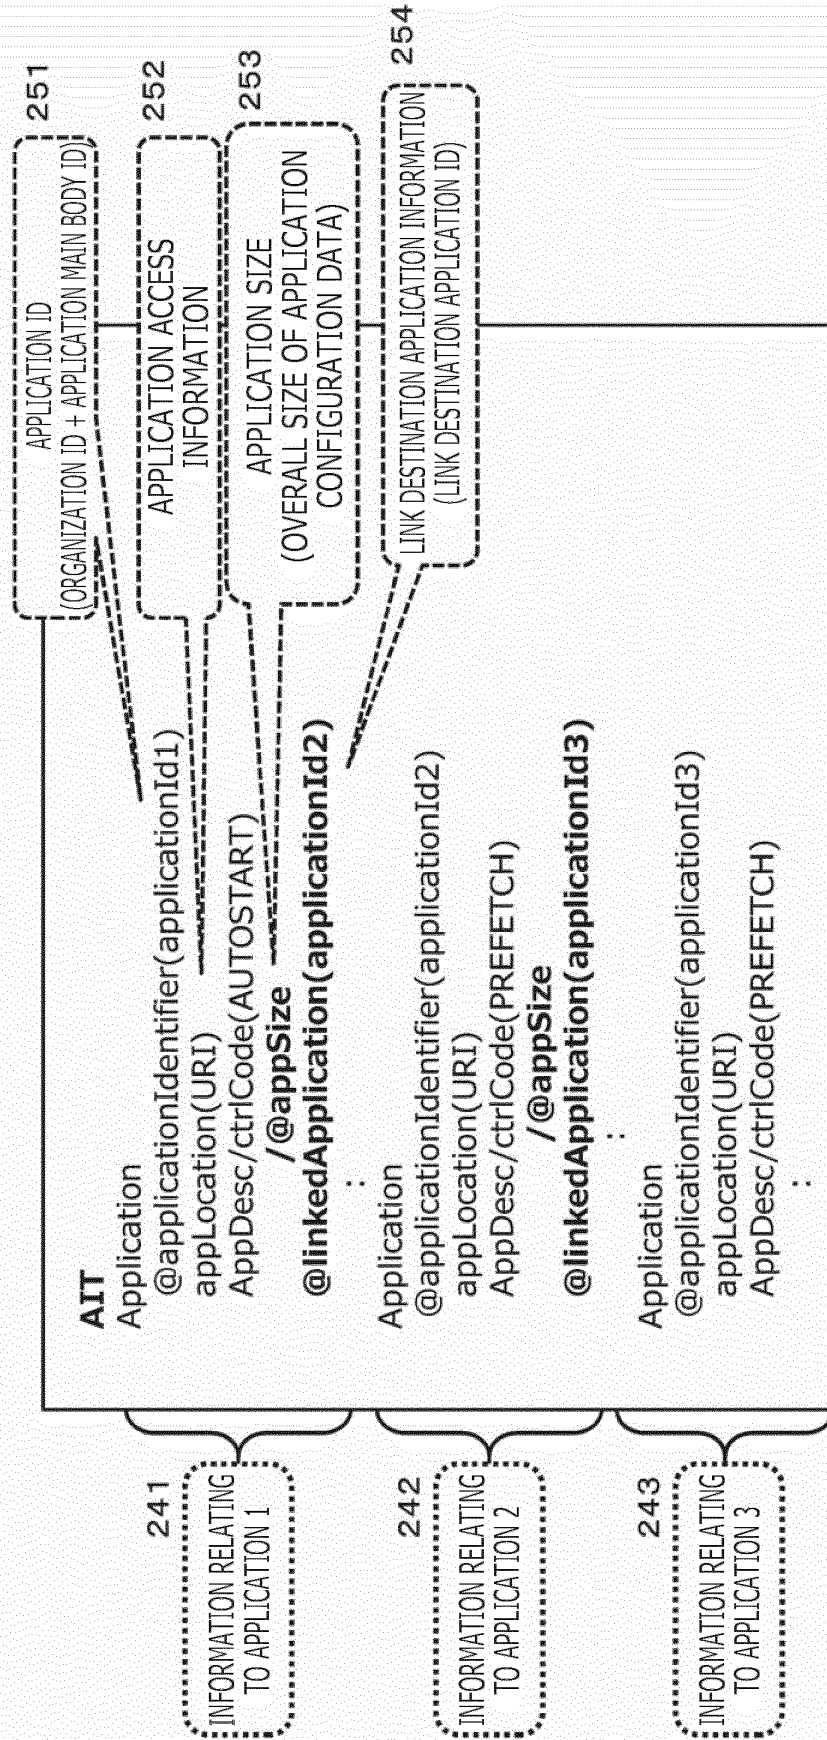 AIT
Application
@applicationIdentifier(applicationId1)
appLocation(URI)
AppDesc/ctrlCode(AUTOSTART)
/@appSize
@linkedApplication(applicationId2)
:
Application
@applicationIdentifier(applicationId2)
appLocation(URI)
AppDesc/ctrlCode(PREFETCH)
/@appSize
@linkedApplication(applicationId3)
:
Application
@applicationIdentifier(applicationId3)
appLocation(URI)
AppDesc/ctrlCode(PREFETCH)
:
241
INFORMATION RELATING
TO APPLICATION 1
242
INFORMATION RELATING
TO APPLICATION 2
243
INFORMATION RELATING
TO APPLICATION 3
251
APPLICATION ID
(ORGANIZATION ID + APPLICATION MAIN BODY ID)
252
APPLICATION ACCESS
INFORMATION
253
APPLICATION SIZE
(OVERALL SIZE OF APPLICATION
CONFIGURATION DATA)
254
LINK DESTINATION APPLICATION INFORMATION
(LINK DESTINATION APPLICATION ID)